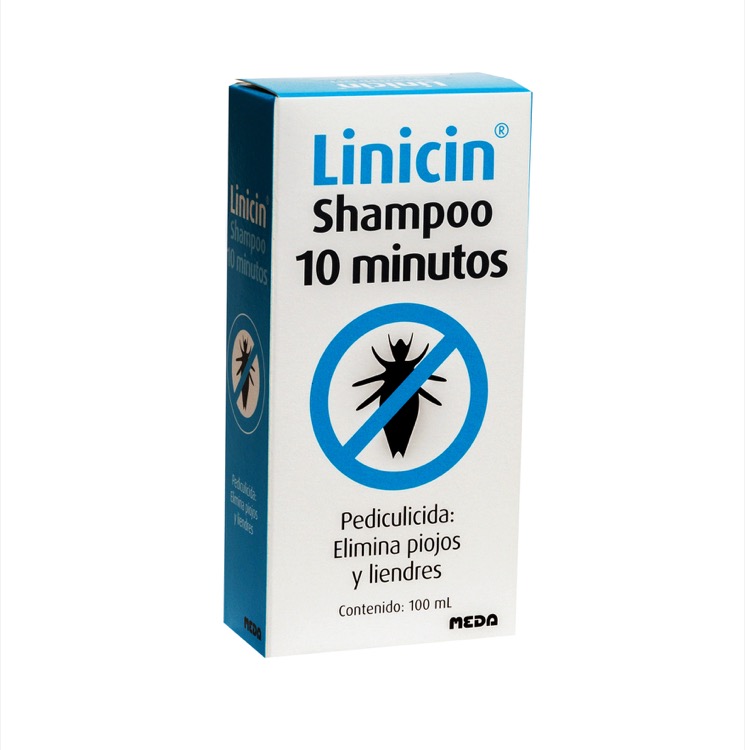 Linicin
Linicin®
Shampoo
10 minutos
Pediculicida:
Elimina piojos
y liendres
Contenido: 100 mL
MEDA
Linicin®
Shampoo
10 minutos
Pediculicida:
Elimina piojos
y liendres
MEDA